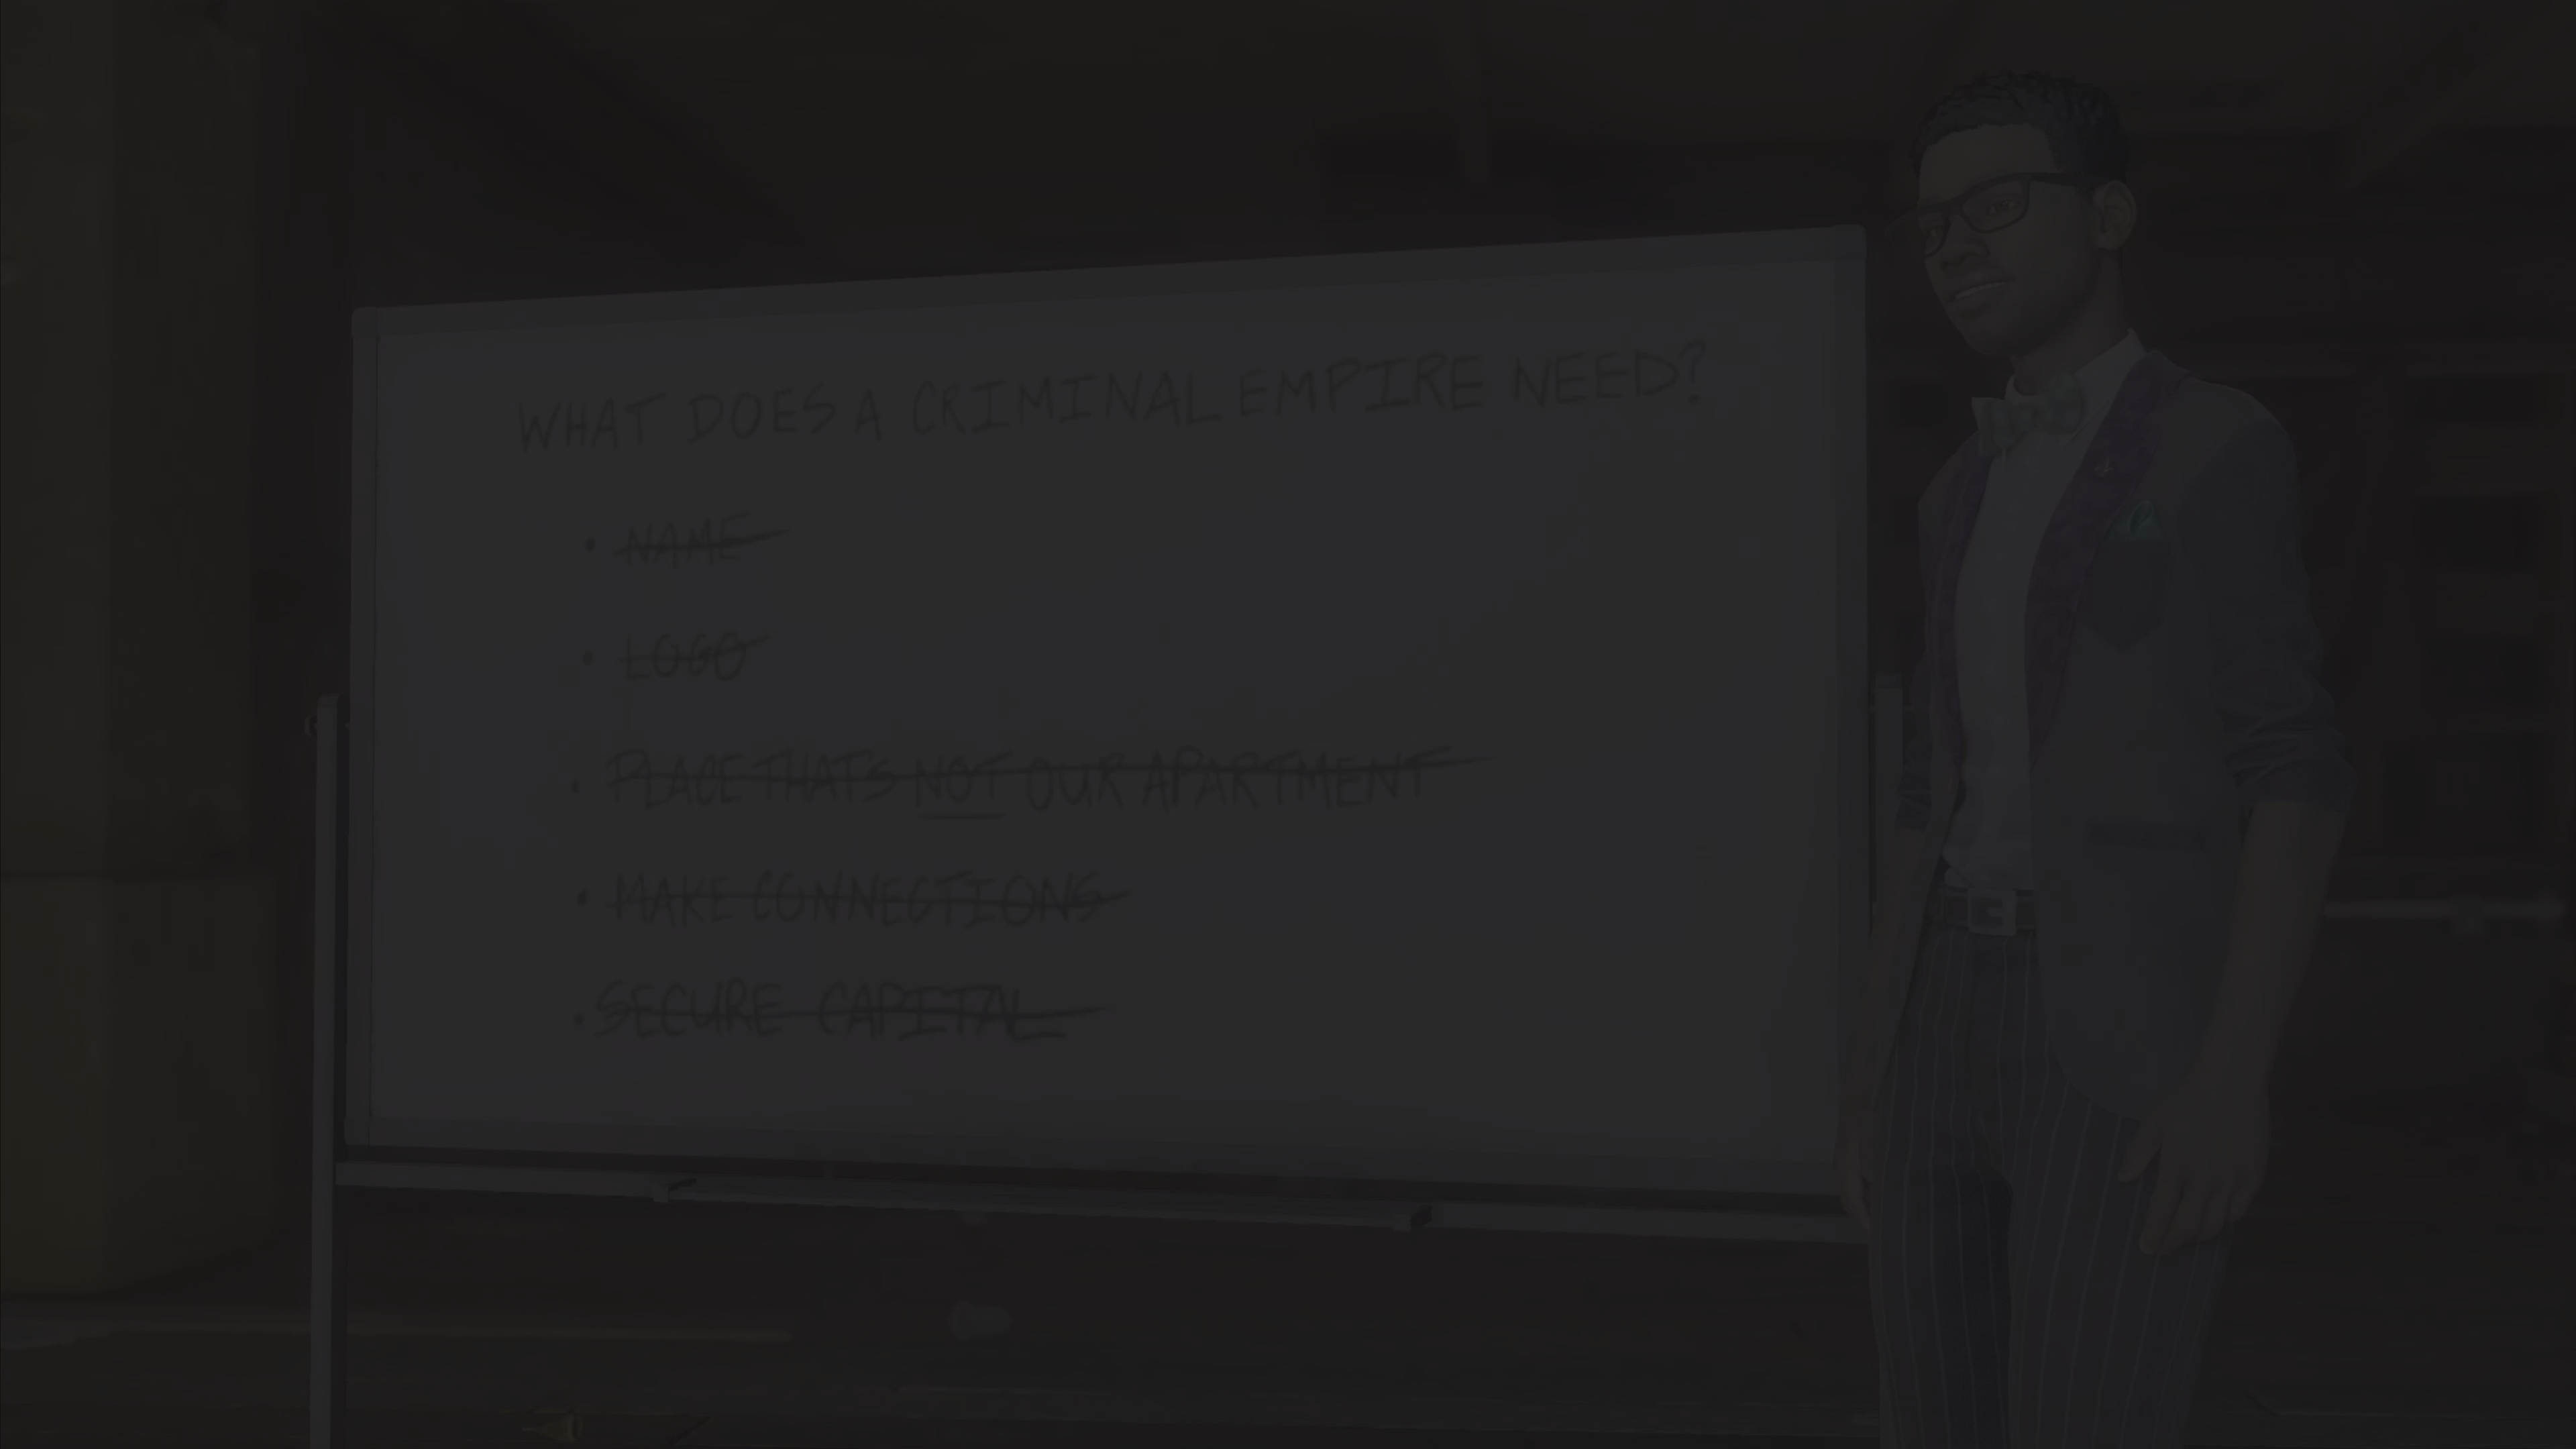 WHAT DOES A CRIMINAL EMPIRE NEED?
• NAME
• LOGO
• PLACE THAT'S NOT OUR APARTMENT
• MAKE CONNECTIONS
• SECURE CAPITAL